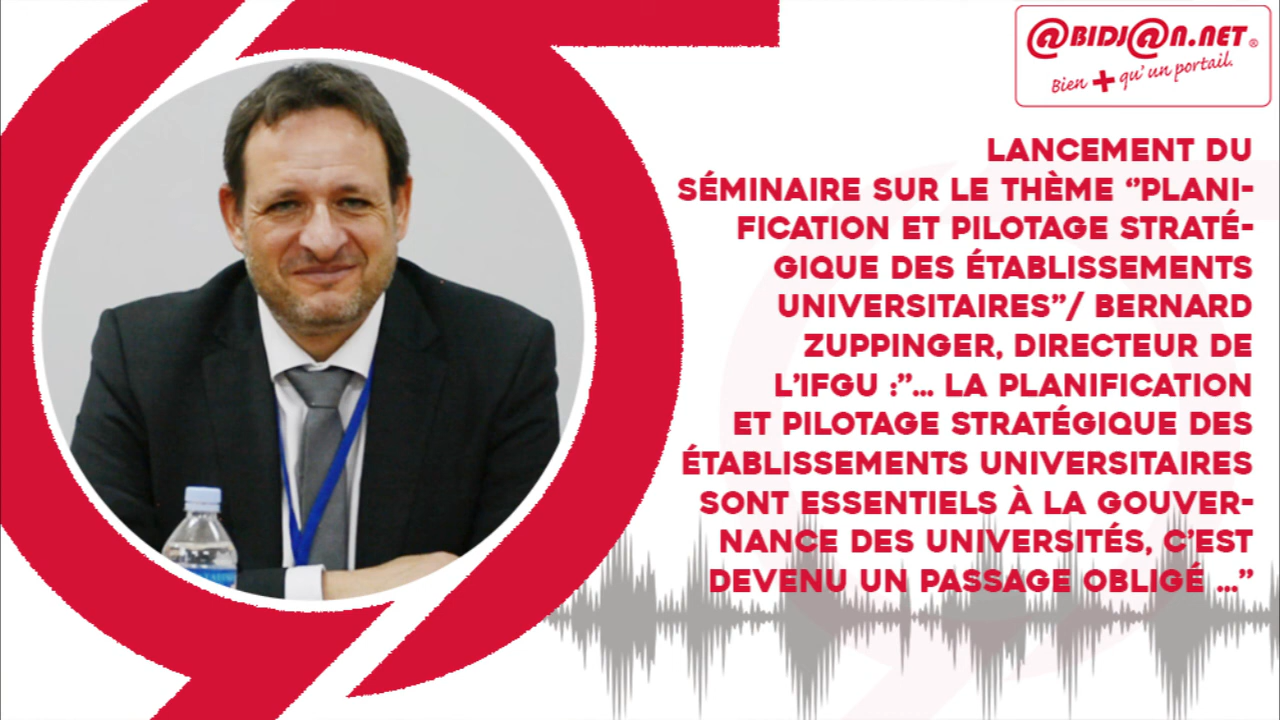 @BIDJ@N.NET®
Bien + qu'un portail.
LANCEMENT DU
SÉMINAIRE SUR LE THÈME ‘’PLANI-
FICATION ET PILOTAGE STRATÉ-
GIQUE DES ÉTABLISSEMENTS
UNIVERSITAIRES’’/ BERNARD
ZUPPINGER, DIRECTEUR DE
L’IFGU :’’... LA PLANIFICATION
ET PILOTAGE STRATÉGIQUE DES
ÉTABLISSEMENTS UNIVERSITAIRES
SONT ESSENTIELS À LA GOUVER-
NANCE DES UNIVERSITÉS, C’EST
DEVENU UN PASSAGE OBLIGÉ ...’’